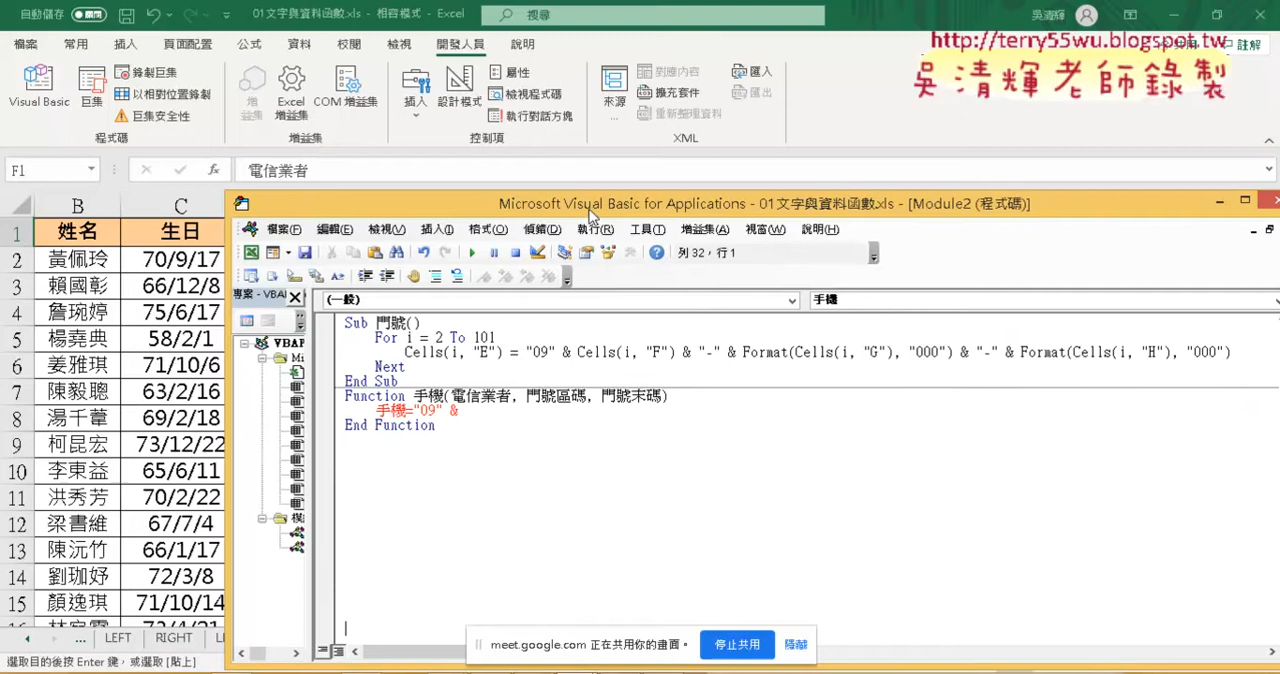 自動儲存
01文字與資料函數.xls - 相容模式 - Excel
搜尋
吳清輝
檔案 常用 插入 頁面配置 公式 資料 校閱 檢視 開發人員 說明
共用 註解
http://terry55wu.blogspot.tw
吳清輝老師錄製
Visual Basic 巨集 錄製巨集 以相對位置錄製 巨集安全性
增益集 Excel 增益集 COM 增益集
插入 設計模式 屬性 檢視程式碼 執行對話方塊
來源 ... 對應內容 擴充套件 重新整理資料 匯入 匯出
程式碼 增益集 控制項 XML
F1 fx 電信業者
B C
1 姓名 生日
2 黃佩玲 70/9/17
3 賴國彰 66/12/8
4 詹琬婷 75/6/17
5 楊堯典 58/2/1
6 姜雅琪 71/10/6
7 陳毅聰 63/2/16
8 湯千葦 69/2/18
9 柯昆宏 73/12/22
10 李東益 65/6/11
11 洪秀芳 70/2/22
12 梁書維 67/7/4
13 陳沅竹 66/1/17
14 劉珈妤 72/3/8
15 顏逸琪 71/10/14
... LEFT RIGHT
選取目的後按 Enter 鍵，或選取 [貼上]
Microsoft Visual Basic for Applications - 01文字與資料函數.xls - [Module2 (程式碼)]
檔案(F) 編輯(E) 檢視(V) 插入(I) 格式(O) 偵錯(D) 執行(R) 工具(T) 增益集(A) 視窗(W) 說明(H)
列 32, 行 1
專案 - VBA
(一般) 手機
Sub 門號()
For i = 2 To 101
Cells(i, "E") = "09" & Cells(i, "F") & "-" & Format(Cells(i, "G"), "000") & "-" & Format(Cells(i, "H"), "000")
Next
End Sub
Function 手機(電信業者, 門號區碼, 門號末碼)
手機="09" &
End Function
meet.google.com 正在共用你的畫面。 停止共用 隱藏